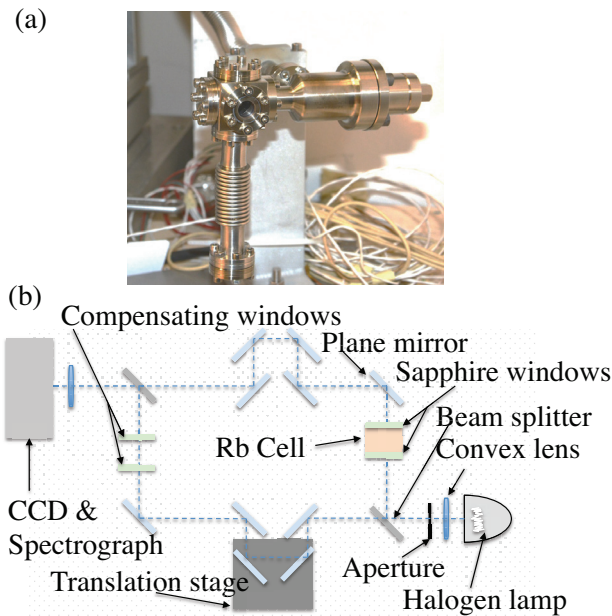 (a)
(b)
Compensating windows
Plane mirror
Sapphire windows
Rb Cell
Beam splitter
Convex lens
CCD &
Spectrograph
Translation stage
Aperture
Halogen lamp